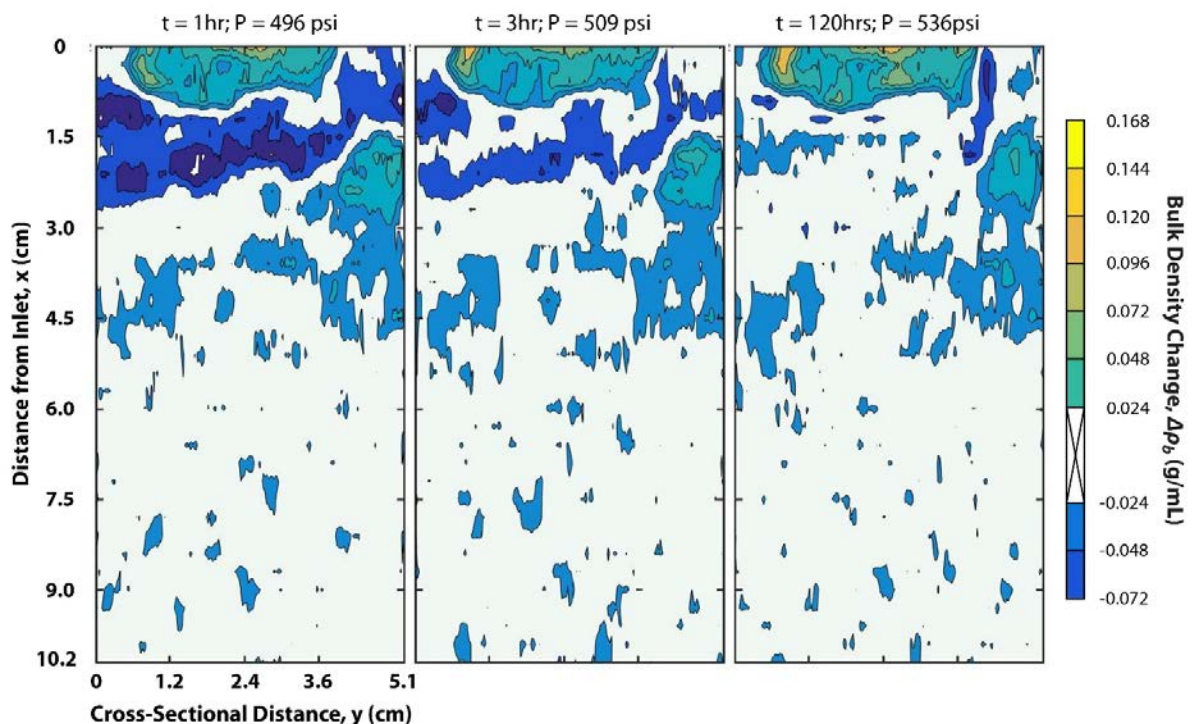 t = 1hr; P = 496 psi
t = 3hr; P = 509 psi
t = 120hrs; P = 536psi
0
1.5
3.0
4.5
6.0
7.5
9.0
10.2
Distance from Inlet, x (cm)
0 1.2 2.4 3.6 5.1
Cross-Sectional Distance, y (cm)
0.168
0.144
0.120
0.096
0.072
0.048
0.024
-0.024
-0.048
-0.072
Bulk Density Change, Δρb (g/mL)